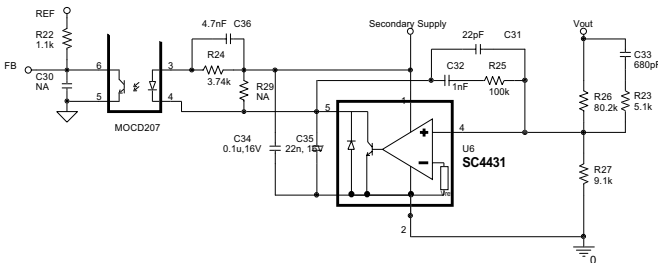 REF
4.7nF C36
Secondary Supply
22pF C31
Vout
R22
1.1k
R24
3.74k
C32
1nF
R25
100k
C33
680pF
FB
6
3
C30
NA
5
4
R29
NA
R26
80.2k
R23
5.1k
MOCD207
5
1
4
C34
0.1u,16V
C35
22n, 16V
U6
SC4431
R27
9.1k
2
0